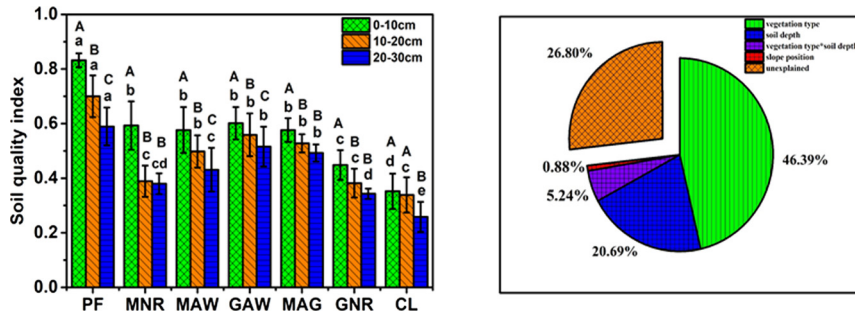 Soil quality index
1.0
0.8
0.6
0.4
0.2
0.0
0-10cm
10-20cm
20-30cm
A a
B a
C a
A b
B c
B cd
A b
B b
C c
A b
B b
C b
A b
B b
B b
A c
B c
B d
A d
A c
B e
PF MNR MAW GAW MAG GNR CL
vegetation type
soil depth
vegetation type*soil depth
slope position
unexplained
26.80%
46.39%
0.88%
5.24%
20.69%